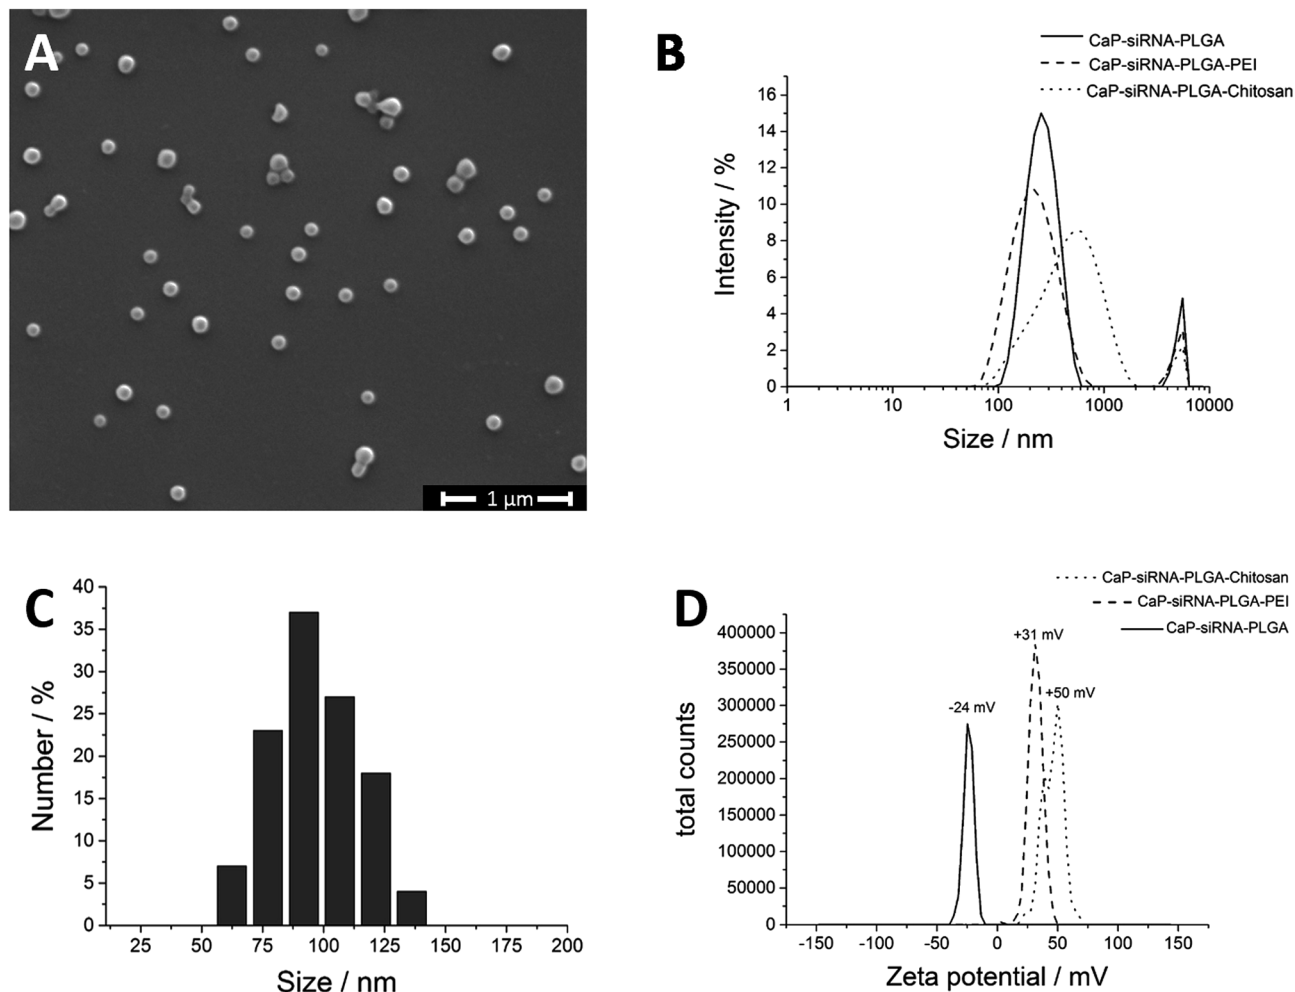 A
1 µm
B
CaP-siRNA-PLGA
CaP-siRNA-PLGA-PEI
CaP-siRNA-PLGA-Chitosan
16
14
12
10
8
6
4
2
0
Intensity / %
1 10 100 1000 10000
Size / nm
C
40
35
30
25
20
15
10
5
0
Number / %
25 50 75 100 125 150 175 200
Size / nm
D
CaP-siRNA-PLGA-Chitosan
CaP-siRNA-PLGA-PEI
CaP-siRNA-PLGA
400000
350000
300000
250000
200000
150000
100000
50000
0
total counts
+31 mV
+50 mV
-24 mV
-150 -100 -50 0 50 100 150
Zeta potential / mV